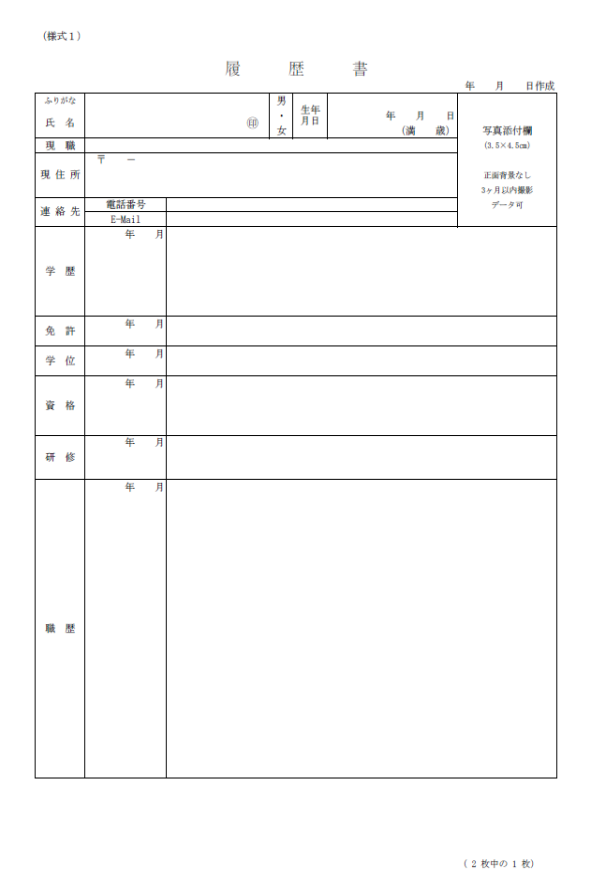 (様式1)
履 歴 書
年 月 日作成
ふりがな
氏 名
㊞
男
・
女
生年
月日
年 月 日
(満 歳)
写真添付欄
(3.5×4.5㎝)
正面背景なし
3ヶ月以内撮影
データ可
現 職
現 住 所
〒 －
連 絡 先
電話番号
E-Mail
学 歴
年 月
免 許
年 月
学 位
年 月
資 格
年 月
研 修
年 月
職 歴
年 月
( 2 枚中の 1 枚)